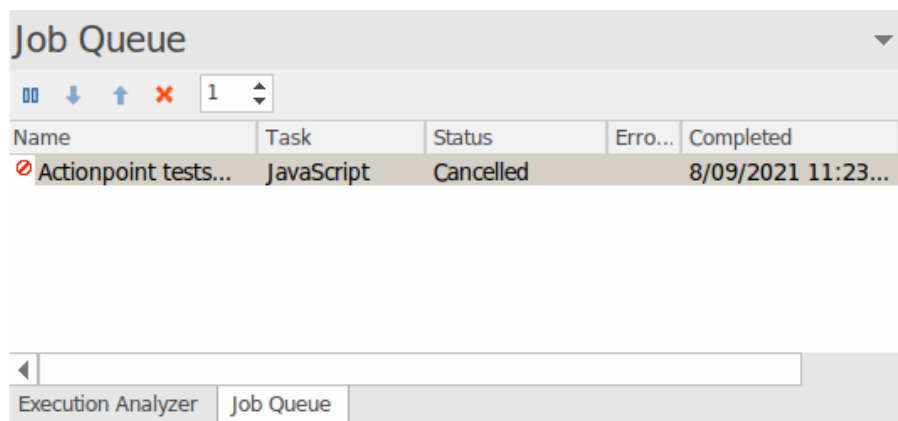 Job Queue
1
Name Task Status Erro... Completed
Actionpoint tests... JavaScript Cancelled 8/09/2021 11:23...
Execution Analyzer Job Queue